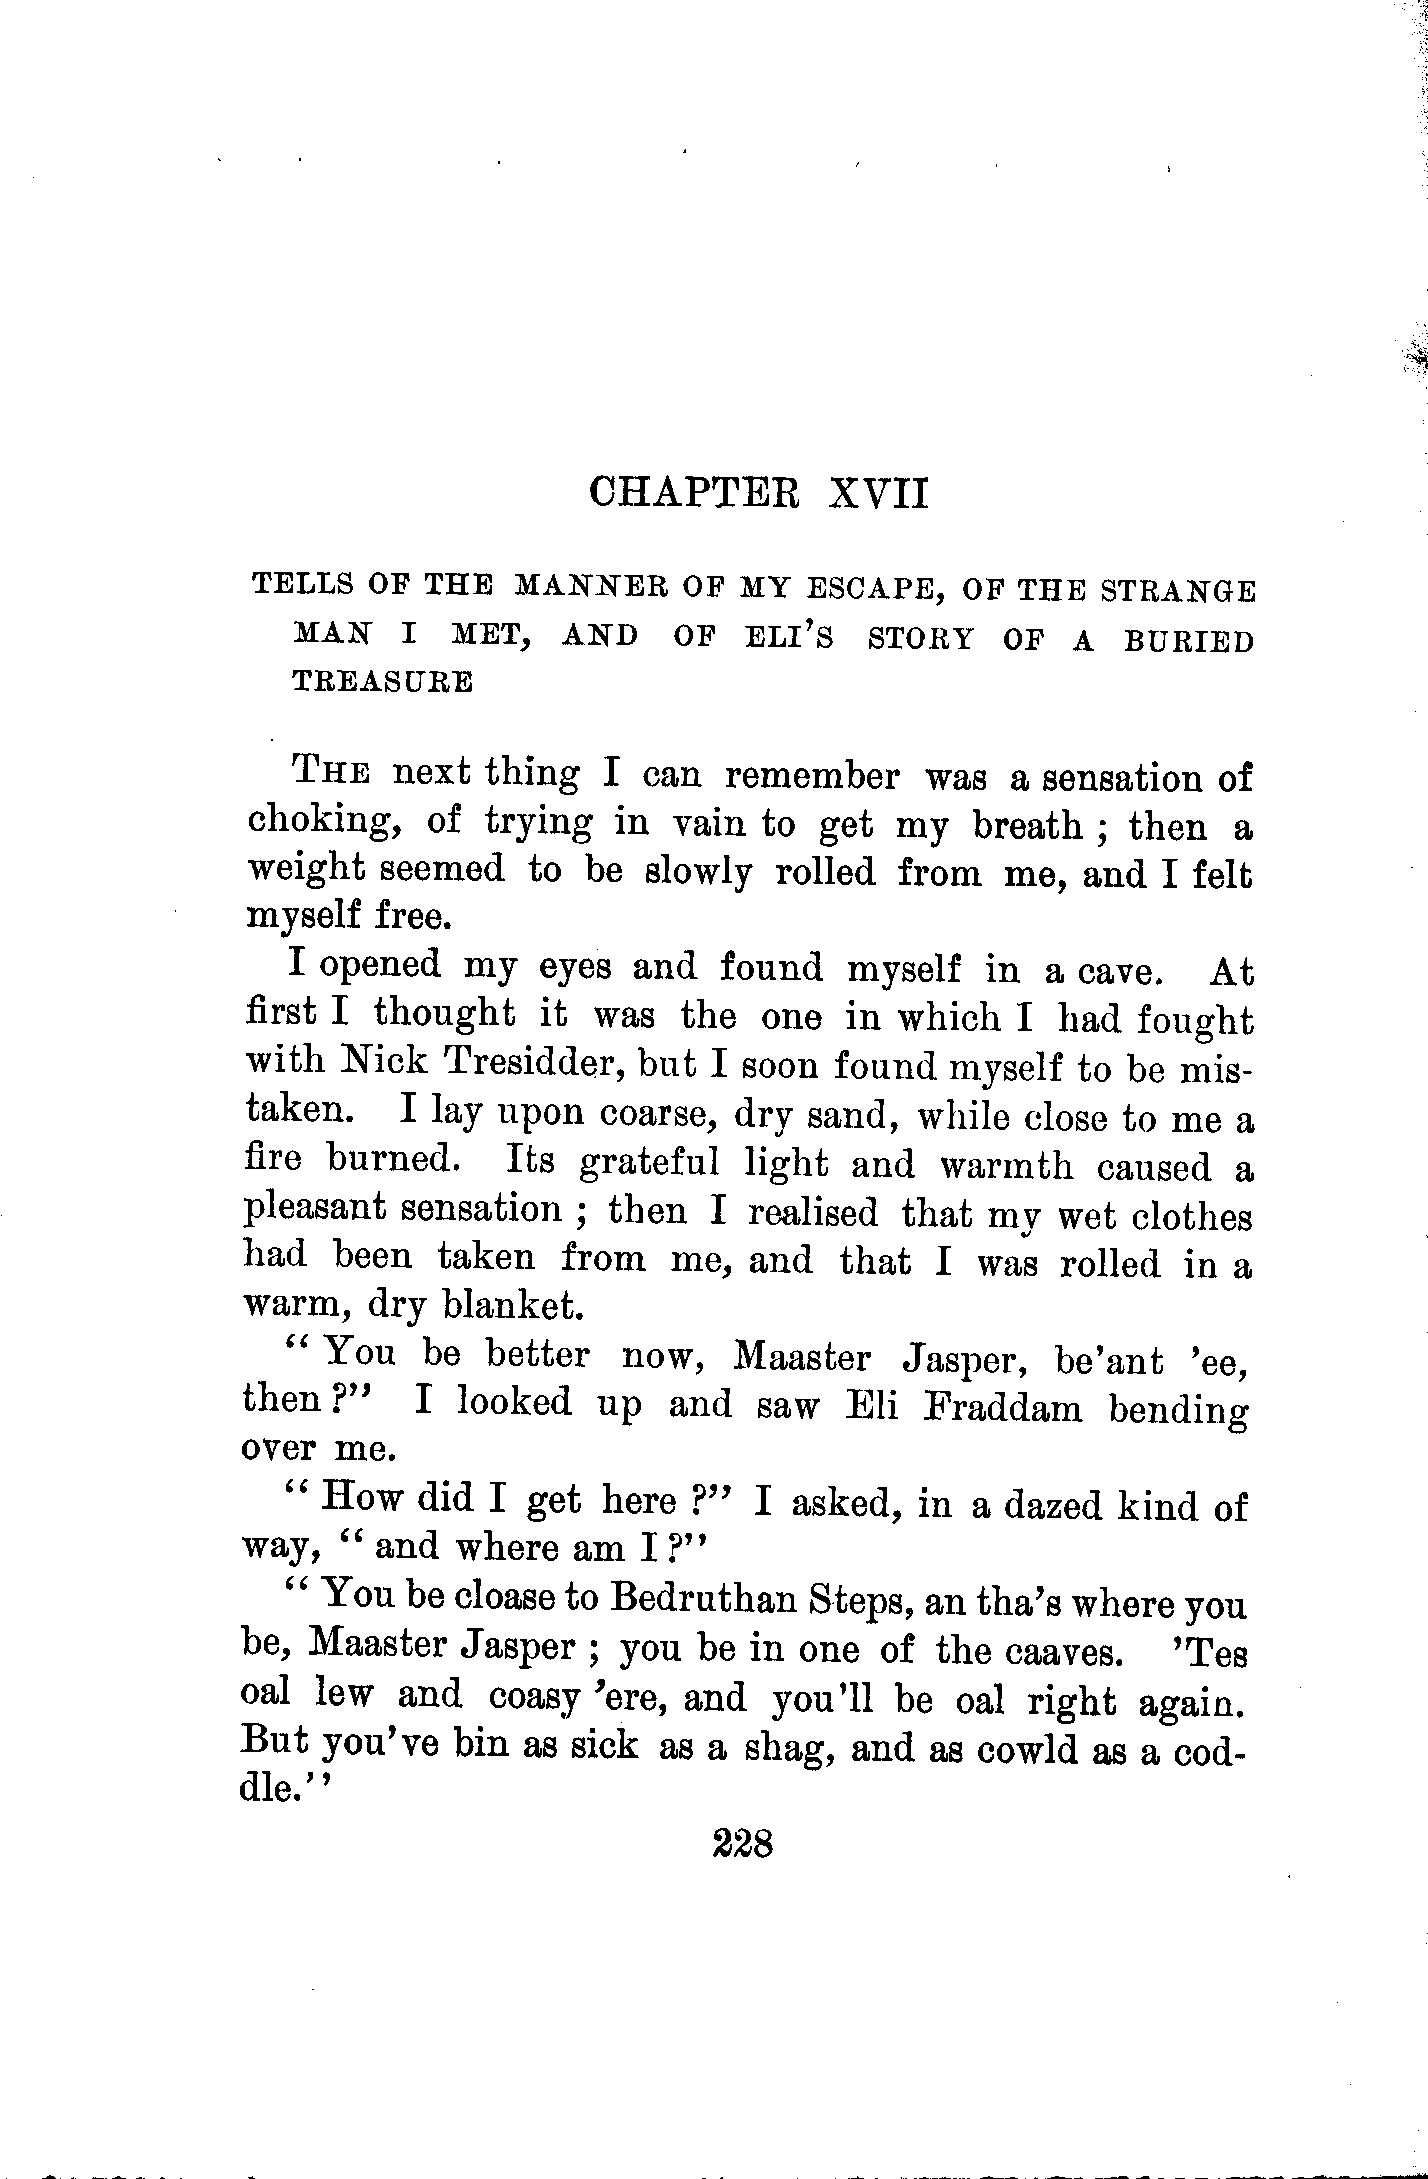 CHAPTER XVII
TELLS OF THE MANNER OF MY ESCAPE, OF THE STRANGE
MAN I MET, AND OF ELI'S STORY OF A BURIED
TREASURE
THE next thing I can remember was a sensation of
choking, of trying in vain to get my breath ; then a
weight seemed to be slowly rolled from me, and I felt
myself free.
I opened my eyes and found myself in a cave. At
first I thought it was the one in which I had fought
with Nick Tresidder, but I soon found myself to be mis-
taken. I lay upon coarse, dry sand, while close to me a
fire burned. Its grateful light and warmth caused a
pleasant sensation ; then I realised that my wet clothes
had been taken from me, and that I was rolled in a
warm, dry blanket.
“ You be better now, Maaster Jasper, be'ant 'ee,
then ?” I looked up and saw Eli Fraddam bending
over me.
“ How did I get here ?” I asked, in a dazed kind of
way, “ and where am I ?”
“ You be cloase to Bedruthan Steps, an tha's where you
be, Maaster Jasper ; you be in one of the caaves. 'Tes
oal lew and coasy 'ere, and you'll be oal right again.
But you've bin as sick as a shag, and as cowld as a cod-
dle.”
228